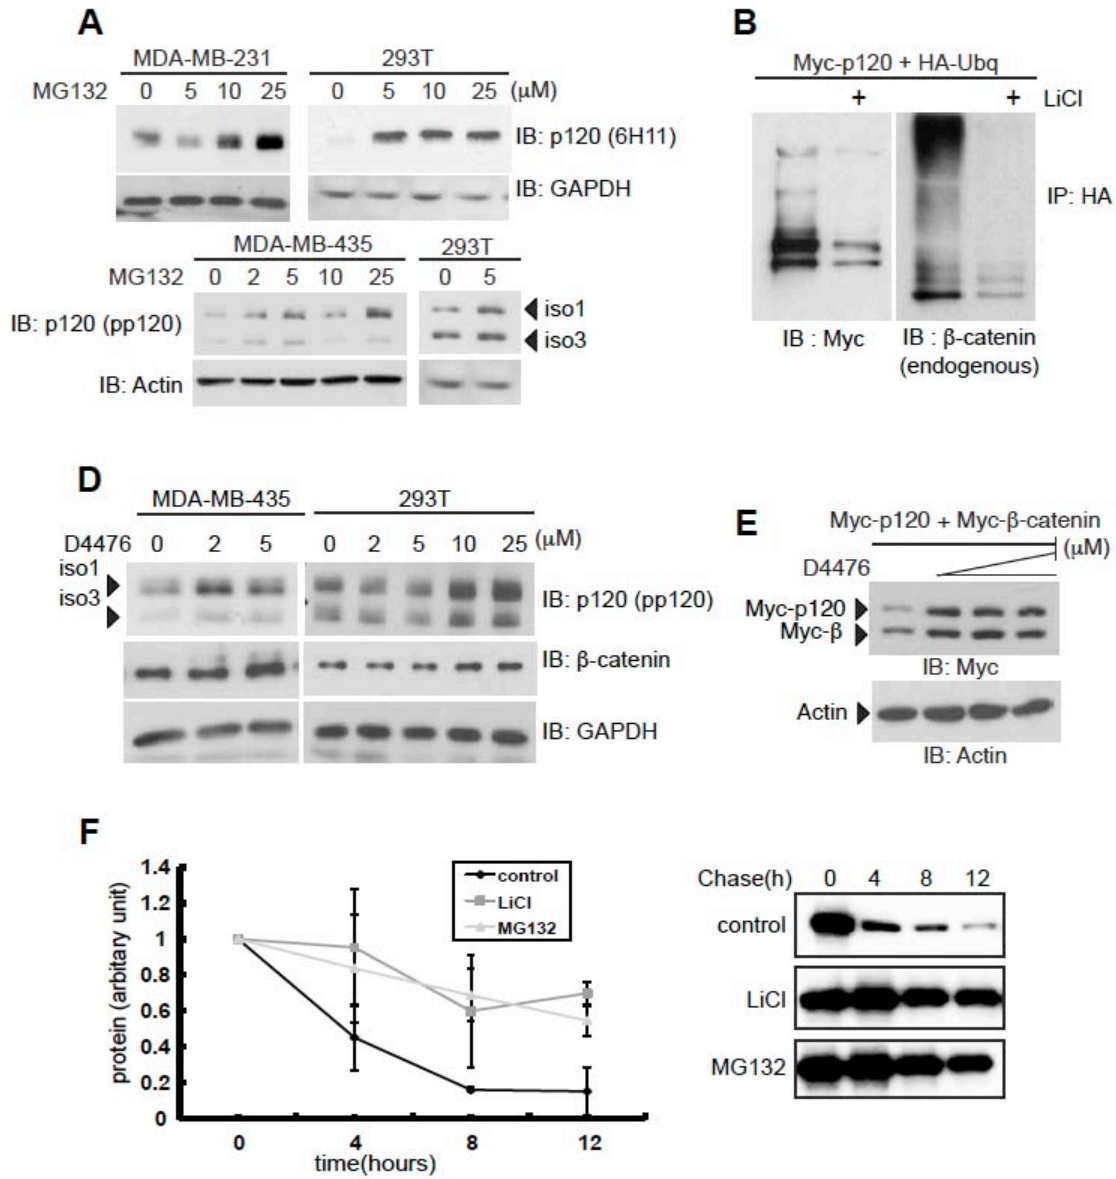 A
MDA-MB-231 293T
MG132 0 5 10 25 0 5 10 25 (μM)
IB: p120 (6H11)
IB: GAPDH
MDA-MB-435 293T
MG132 0 2 5 10 25 0 5
IB: p120 (pp120)
iso1
iso3
IB: Actin
B
Myc-p120 + HA-Ubq
+ + LiCl
IP: HA
IB : Myc
IB : β-catenin
(endogenous)
D
MDA-MB-435 293T
D4476 0 2 5 0 2 5 10 25 (μM)
iso1
iso3
IB: p120 (pp120)
IB: β-catenin
IB: GAPDH
E
Myc-p120 + Myc-β-catenin
(μM)
D4476
Myc-p120
Myc-β
IB: Myc
Actin
IB: Actin
F
protein (arbitary unit)
1.4
1.2
1
0.8
0.6
0.4
0.2
0
0 4 8 12
time(hours)
control
LiCl
MG132
Chase(h) 0 4 8 12
control
LiCl
MG132